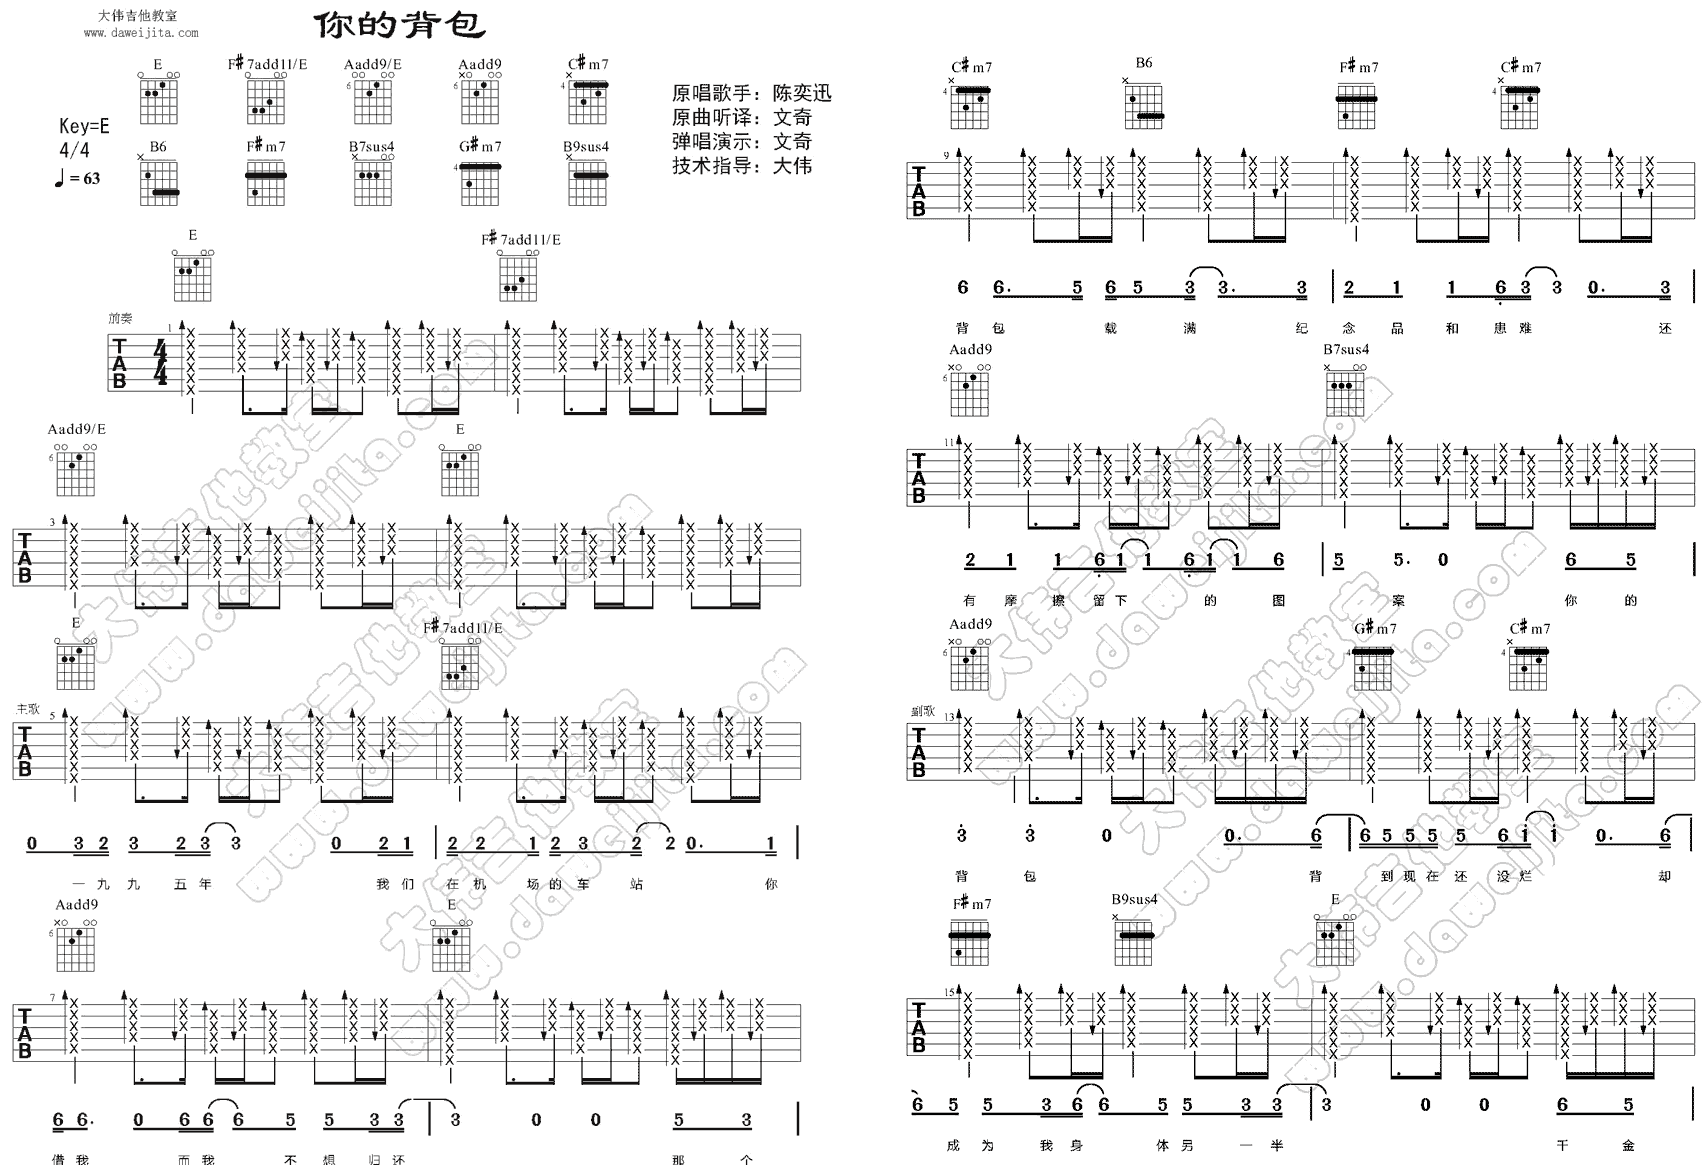 大伟吉他教室
www.daweijita.com
你的背包
E F#7add11/E Aadd9/E Aadd9 C#m7
Key=E
4/4
♩=63
B6 F#m7 B7sus4 G#m7 B9sus4
原唱歌手：陈奕迅
原曲听译：文奇
弹唱演示：文奇
技术指导：大伟
E F#7add11/E
前奏
Aadd9/E E
E F#7add11/E
主歌
0 3 2 3 2 3 3 0 2 1 | 2 2 1 2 3 2 2 0. 1 |
一 九 九 五 年 我 们 在 机 场 的 车 站 你
Aadd9 E
6 6. 0 6 6 6 5 5 3 3 | 3 0 0 5 3 |
借 我 而 我 不 想 归 还 那 个
C#m7 B6 F#m7 C#m7
6 6. 5 6 5 3 3. 3 | 2 1 1 6 3 3 0. 3 |
背 包 载 满 纪 念 品 和 患 难 还
Aadd9 B7sus4
2 1 1 6 1 1 6 1 1 6 | 5 5. 0 6 5
有 摩 擦 留 下 的 图 案 你 的
Aadd9 G#m7 C#m7
副歌
3 3 0 0. 6 | 6 5 5 5 5 6 1 1 0. 6 |
背 包 背 到 现 在 还 没 烂 却
F#m7 B9sus4 E
6 5 5 3 6 6 5 5 3 3 | 3 0 0 6 5 |
成 为 我 身 体 另 一 半 千 金
大伟吉他教室
www.daweijita.com